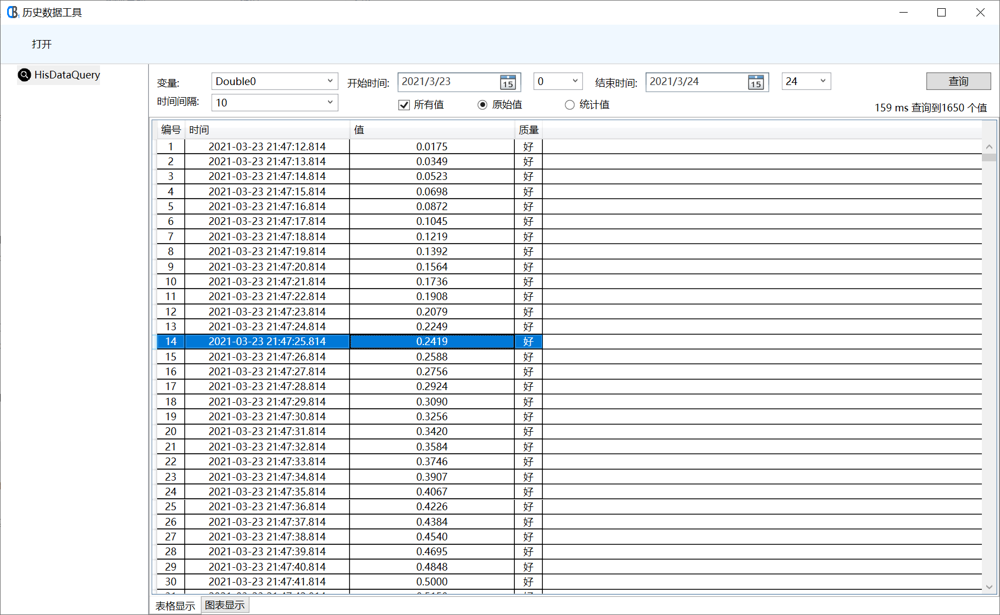 历史数据工具
打开
HisDataQuery
变量: Double0 开始时间: 2021/3/23 15 0 结束时间: 2021/3/24 15 24 查询
时间间隔: 10 所有值 原始值 统计值
159 ms 查询到1650 个值
编号 时间 值 质量
1 2021-03-23 21:47:12.814 0.0175 好
2 2021-03-23 21:47:13.814 0.0349 好
3 2021-03-23 21:47:14.814 0.0523 好
4 2021-03-23 21:47:15.814 0.0698 好
5 2021-03-23 21:47:16.814 0.0872 好
6 2021-03-23 21:47:17.814 0.1045 好
7 2021-03-23 21:47:18.814 0.1219 好
8 2021-03-23 21:47:19.814 0.1392 好
9 2021-03-23 21:47:20.814 0.1564 好
10 2021-03-23 21:47:21.814 0.1736 好
11 2021-03-23 21:47:22.814 0.1908 好
12 2021-03-23 21:47:23.814 0.2079 好
13 2021-03-23 21:47:24.814 0.2249 好
14 2021-03-23 21:47:25.814 0.2419 好
15 2021-03-23 21:47:26.814 0.2588 好
16 2021-03-23 21:47:27.814 0.2756 好
17 2021-03-23 21:47:28.814 0.2924 好
18 2021-03-23 21:47:29.814 0.3090 好
19 2021-03-23 21:47:30.814 0.3256 好
20 2021-03-23 21:47:31.814 0.3420 好
21 2021-03-23 21:47:32.814 0.3584 好
22 2021-03-23 21:47:33.814 0.3746 好
23 2021-03-23 21:47:34.814 0.3907 好
24 2021-03-23 21:47:35.814 0.4067 好
25 2021-03-23 21:47:36.814 0.4226 好
26 2021-03-23 21:47:37.814 0.4384 好
27 2021-03-23 21:47:38.814 0.4540 好
28 2021-03-23 21:47:39.814 0.4695 好
29 2021-03-23 21:47:40.814 0.4848 好
30 2021-03-23 21:47:41.814 0.5000 好
表格显示 图表显示